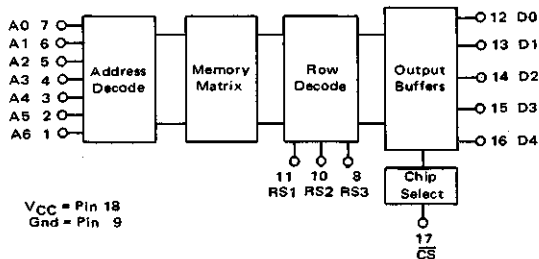 A0 7
A1 6
A2 5
A3 4
A4 3
A5 2
A6 1
Address
Decode
Memory
Matrix
Row
Decode
Output
Buffers
12 D0
13 D1
14 D2
15 D3
16 D4
11 10 8
RS1 RS2 RS3
Chip
Select
17
C̅S̅
VCC = Pin 18
Gnd = Pin 9